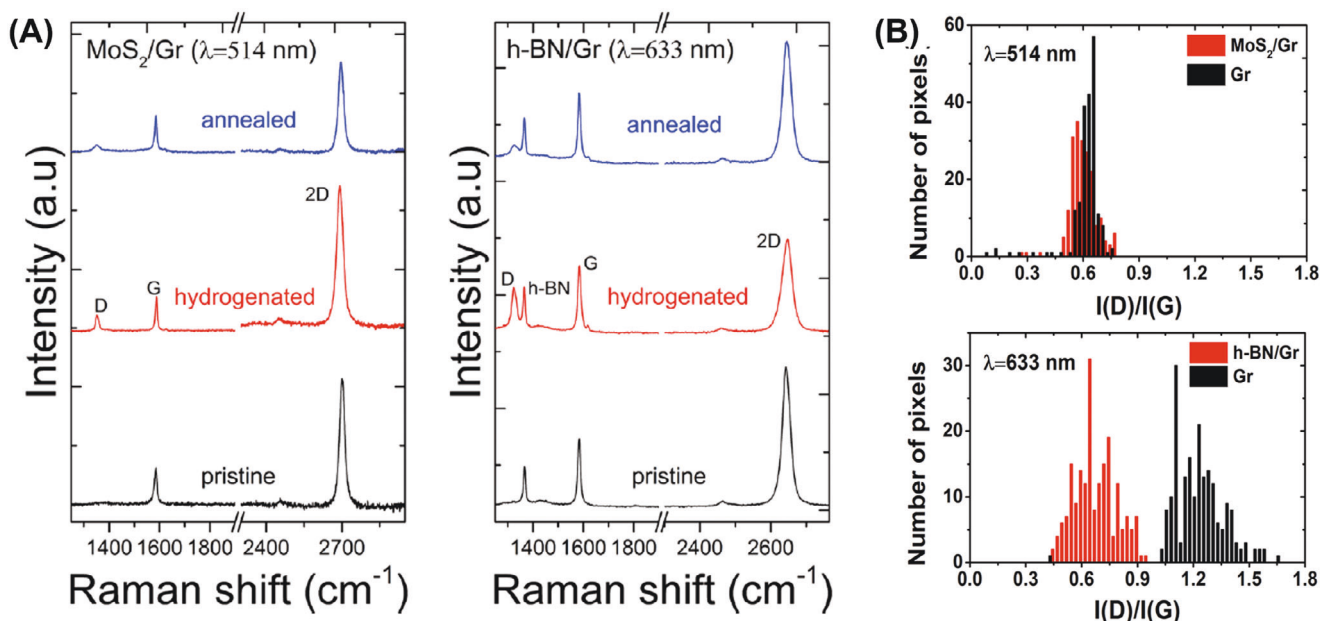 (A)
MoS2/Gr (λ=514 nm)
annealed
2D
hydrogenated
D
G
pristine
1400 1600 1800 2400 2700
Raman shift (cm-1)
Intensity (a.u)
h-BN/Gr (λ=633 nm)
annealed
2D
G
D
h-BN
hydrogenated
pristine
1400 1600 1800 2400 2600
Raman shift (cm-1)
Intensity (a.u)
(B)
λ=514 nm
MoS2/Gr
Gr
60
40
20
0
0.0 0.3 0.6 0.9 1.2 1.5 1.8
I(D)/I(G)
Number of pixels
λ=633 nm
h-BN/Gr
Gr
30
20
10
0
0.0 0.3 0.6 0.9 1.2 1.5 1.8
I(D)/I(G)
Number of pixels